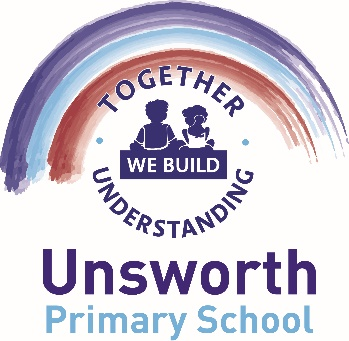 TOGETHER
WE BUILD
UNDERSTANDING
Unsworth
Primary School